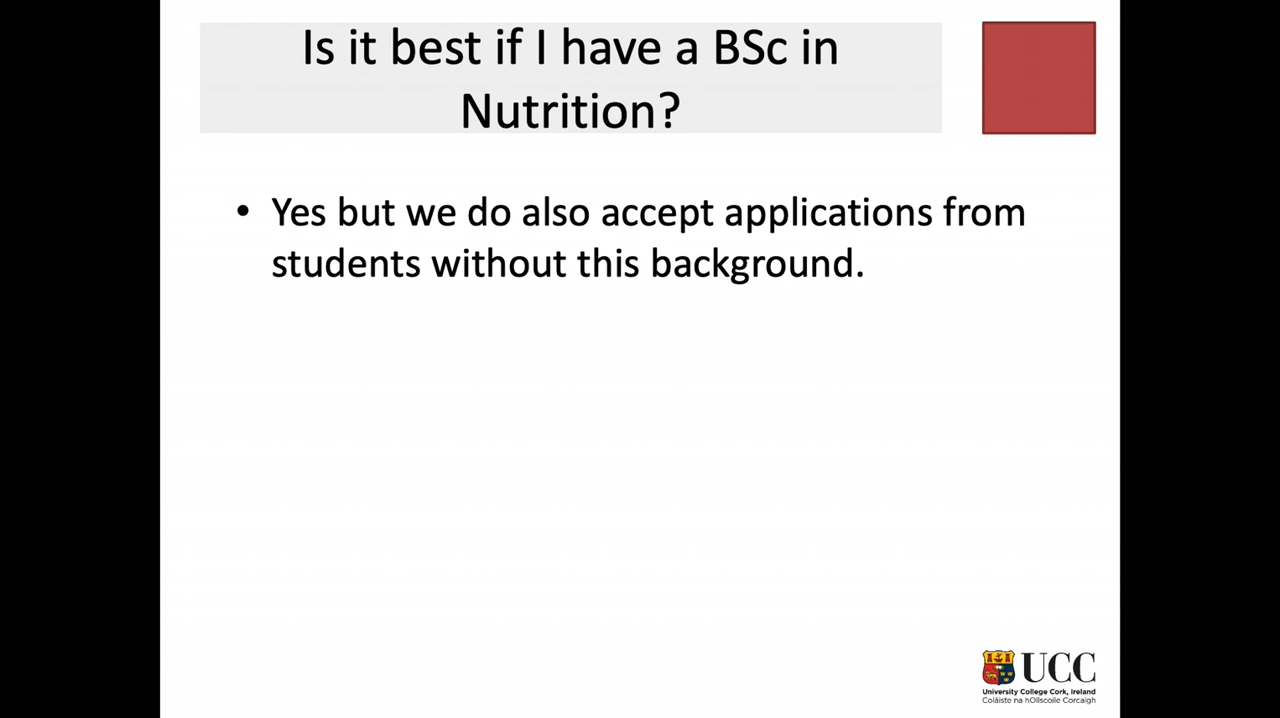 Is it best if I have a BSc in
Nutrition?
• Yes but we do also accept applications from
students without this background.
UCC
University College Cork, Ireland
Coláiste na hOllscoile Corcaigh